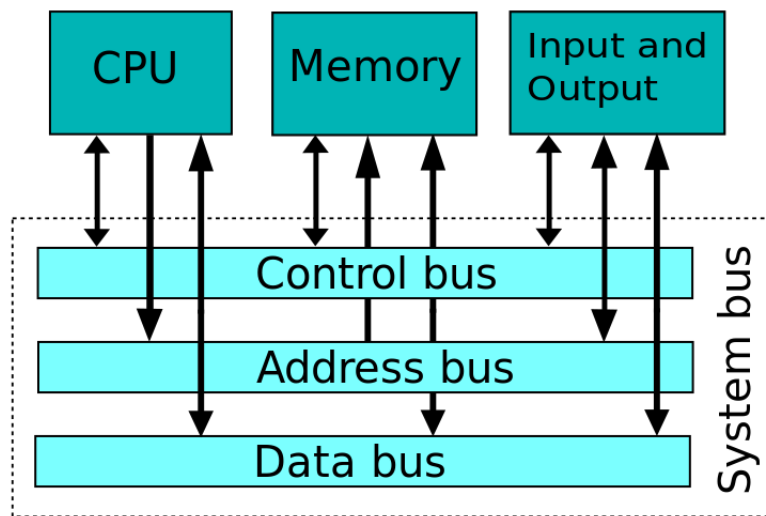 CPU
Memory
Input and
Output
Control bus
Address bus
Data bus
System bus